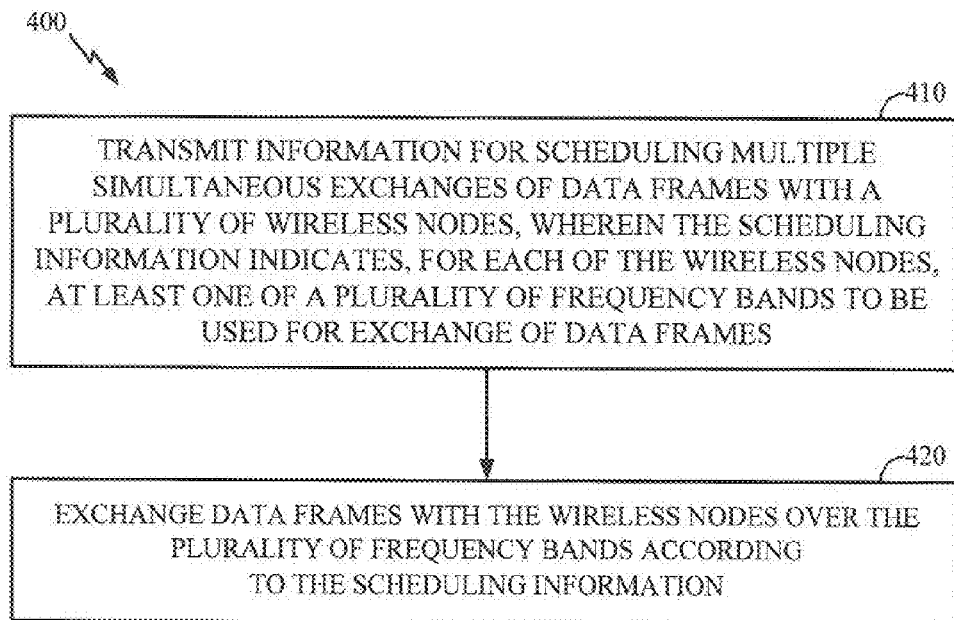 400
410
TRANSMIT INFORMATION FOR SCHEDULING MULTIPLE
SIMULTANEOUS EXCHANGES OF DATA FRAMES WITH A
PLURALITY OF WIRELESS NODES, WHEREIN THE SCHEDULING
INFORMATION INDICATES, FOR EACH OF THE WIRELESS NODES,
AT LEAST ONE OF A PLURALITY OF FREQUENCY BANDS TO BE
USED FOR EXCHANGE OF DATA FRAMES
420
EXCHANGE DATA FRAMES WITH THE WIRELESS NODES OVER THE
PLURALITY OF FREQUENCY BANDS ACCORDING
TO THE SCHEDULING INFORMATION